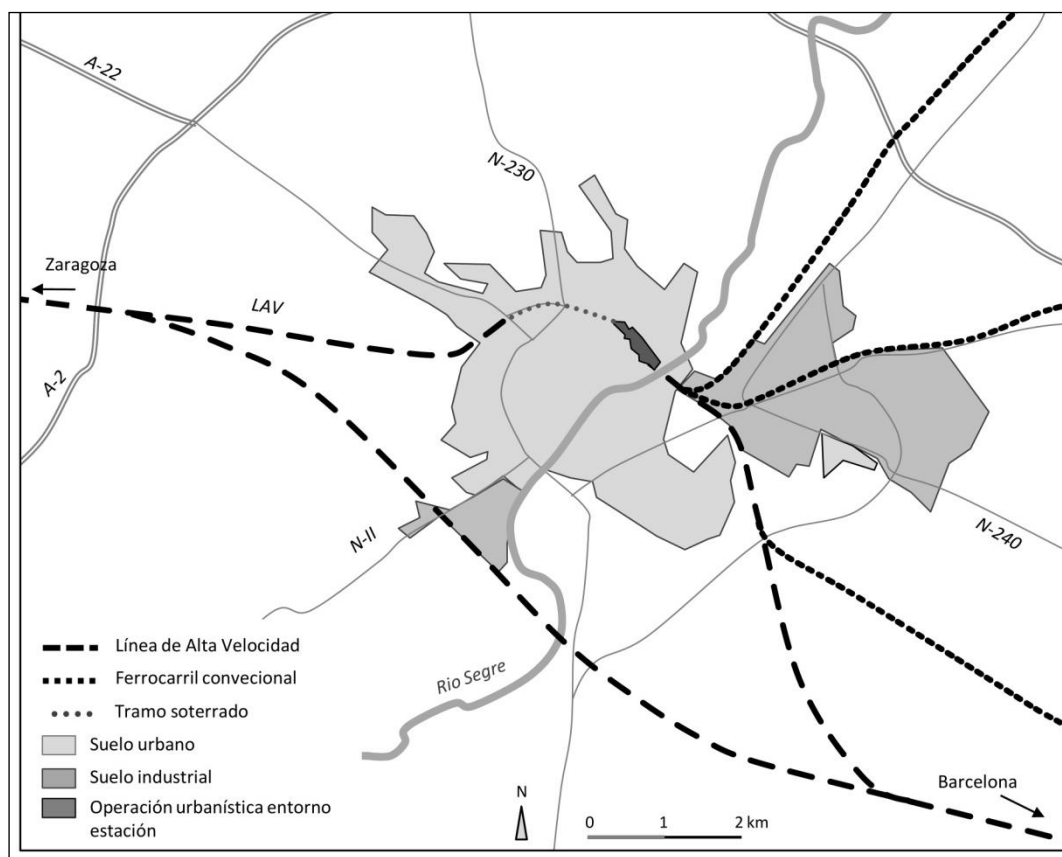 A-22
N-230
Zaragoza
LAV
A-2
N-II
N-240
Rio Segre
Línea de Alta Velocidad
Ferrocarril convecional
Tramo soterrado
Suelo urbano
Suelo industrial
Operación urbanística entorno
estación
N
0 1 2 km
Barcelona